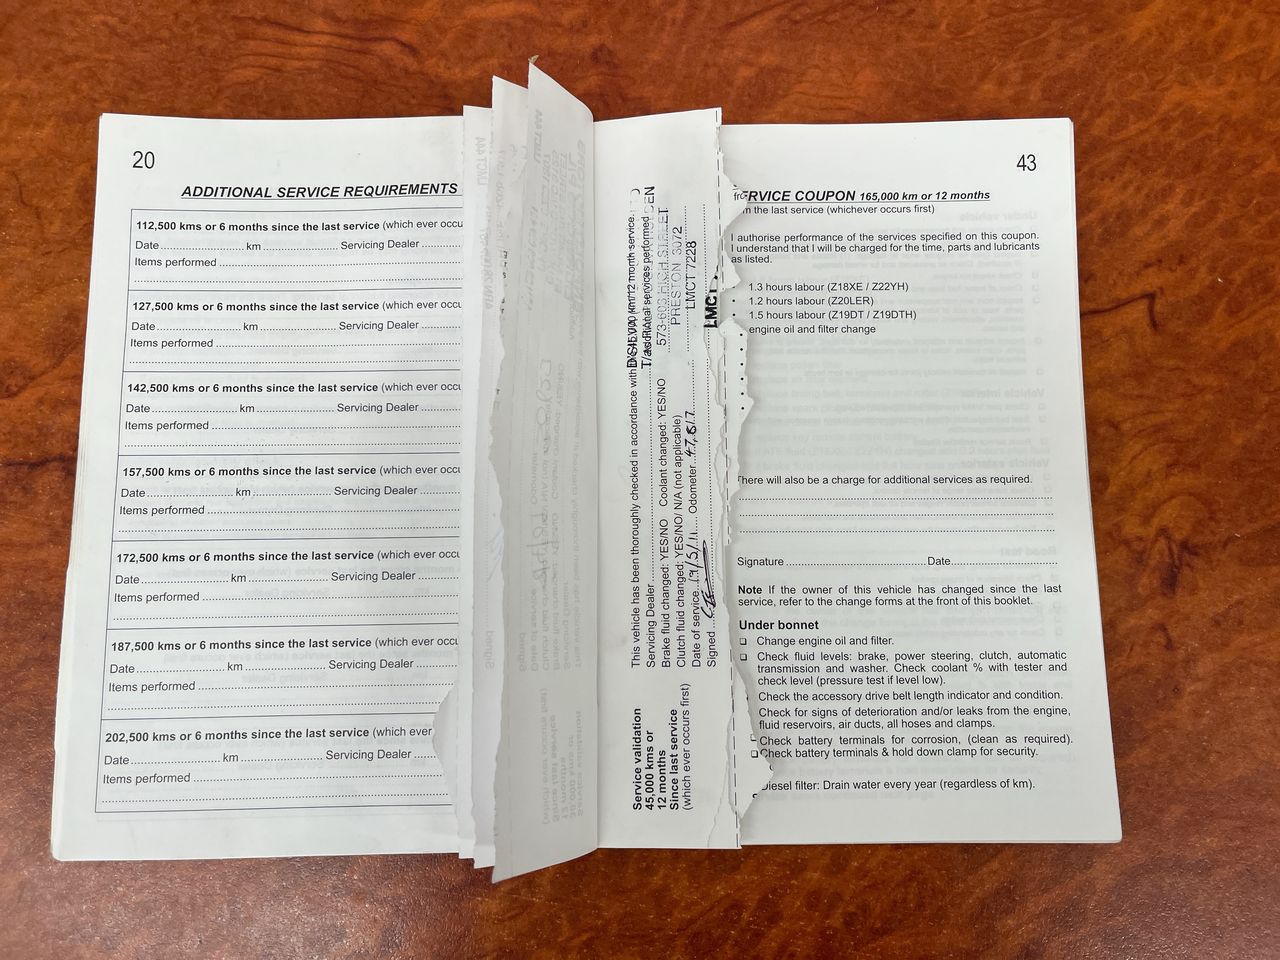 20
ADDITIONAL SERVICE REQUIREMENTS
112,500 kms or 6 months since the last service (which ever occu
Date.............................. km ........................ Servicing Dealer ............
Items performed ............................................................
127,500 km or 6 months since the last service (which ever occu
Date.............................. km ........................ Servicing Dealer ............
Items performed ............................................................
142,500 kms or 6 months since the last service (which ever occu
Date.............................. km ........................ Servicing Dealer ............
Items performed ............................................................
157,500 kms or 6 months since the last service (which ever occu
Date.............................. km ........................ Servicing Dealer ............
Items performed ............................................................
172,500 kms or 6 months since the last service (which ever occu
Date.............................. km ........................ Servicing Dealer ............
Items performed ............................................................
187,500 kms or 6 months since the last service (which ever occu
Date.............................. km ........................ Servicing Dealer ............
Items performed ............................................................
202,500 kms or 6 months since the last service (which ever
Date.............................. km ........................ Servicing Dealer ............
Items performed ............................................................
Service validation
45,000 kms or
12 months
Since last service
(which ever occurs first)
This vehicle has been thoroughly checked in accordance with
45,000 km/12 month service.
Servicing Dealer
additional services performed
573-603 HIGH STREET
PRESTON 3072
LMCT 7228
LMCT
Brake fluid changed: YES/NO Coolant changed: YES/NO
Clutch fluid changed: YES/NO/ N/A (not applicable)
Date of service Odometer
Signed
43
RVICE COUPON 165,000 km or 12 months
m the last service (whichever occurs first)
I authorise performance of the services specified on this coupon.
I understand that I will be charged for the time, parts and lubricants
as listed.
1.3 hours labour (Z18XE / Z22YH)
1.2 hours labour (Z20LER)
1.5 hours labour (Z19DT / Z19DTH)
engine oil and filter change
There will also be a charge for additional services as required.
Signature ........................................ Date..............................
Note If the owner of this vehicle has changed since the last
service, refer to the change forms at the front of this booklet.
Under bonnet
Change engine oil and filter.
Check fluid levels: brake, power steering, clutch, automatic
transmission and washer. Check coolant % with tester and
check level (pressure test if level low).
Check the accessory drive belt length indicator and condition.
Check for signs of deterioration and/or leaks from the engine,
fluid reservoirs, air ducts, all hoses and clamps.
Check battery terminals for corrosion, (clean as required).
Check battery terminals & hold down clamp for security.
Diesel filter: Drain water every year (regardless of km).